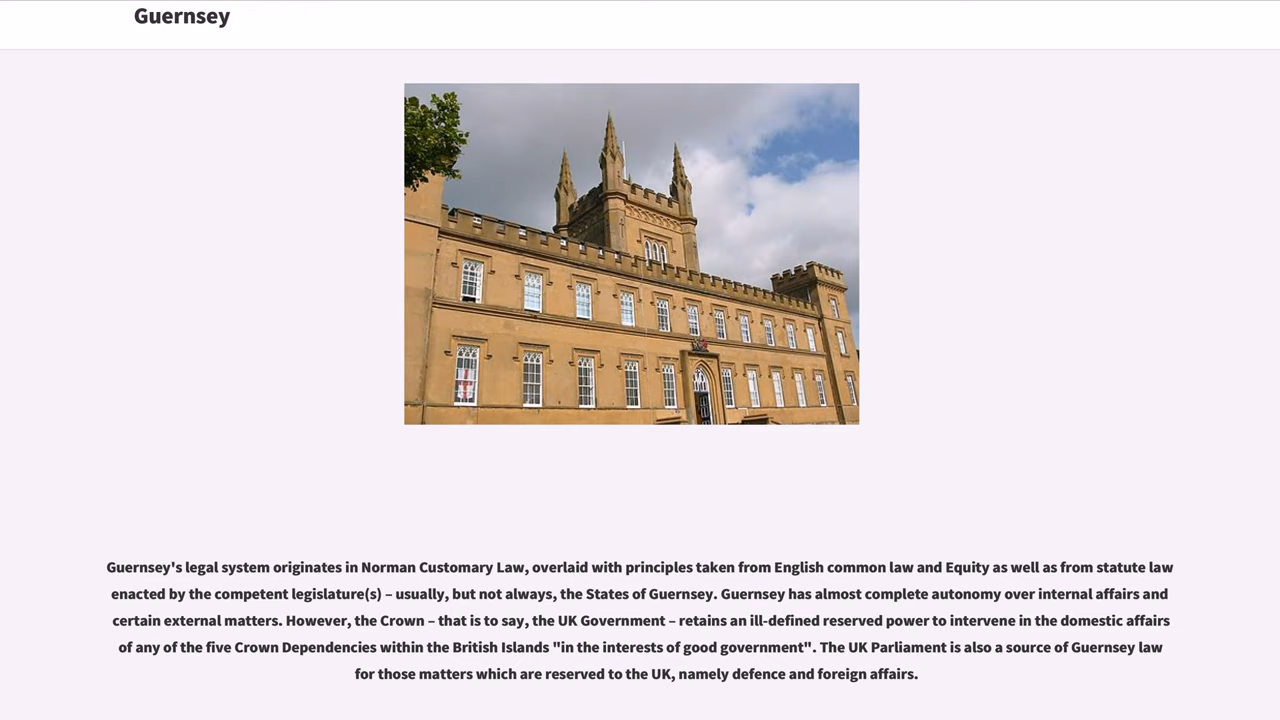 Guernsey
Guernsey's legal system originates in Norman Customary Law, overlaid with principles taken from English common law and Equity as well as from statute law
enacted by the competent legislature(s) – usually, but not always, the States of Guernsey. Guernsey has almost complete autonomy over internal affairs and
certain external matters. However, the Crown – that is to say, the UK Government – retains an ill-defined reserved power to intervene in the domestic affairs
of any of the five Crown Dependencies within the British Islands "in the interests of good government". The UK Parliament is also a source of Guernsey law
for those matters which are reserved to the UK, namely defence and foreign affairs.